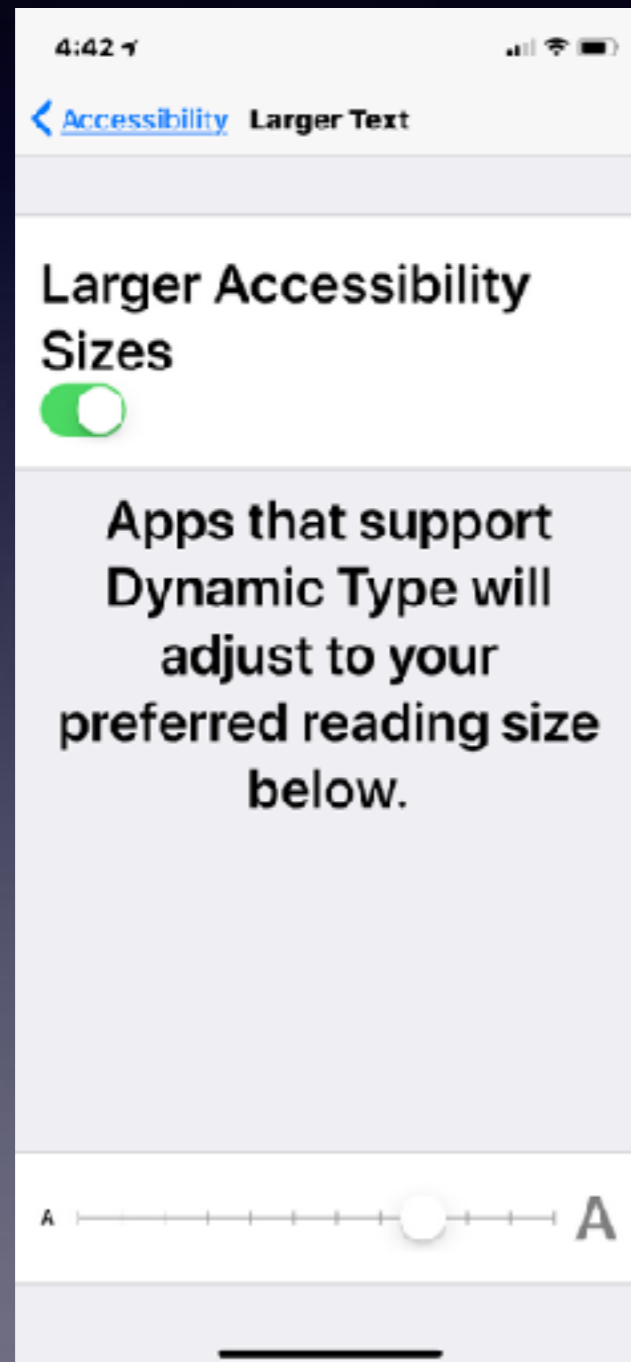 4:42
Accessibility Larger Text
Larger Accessibility
Sizes
Apps that support
Dynamic Type will
adjust to your
preferred reading size
below.
A A